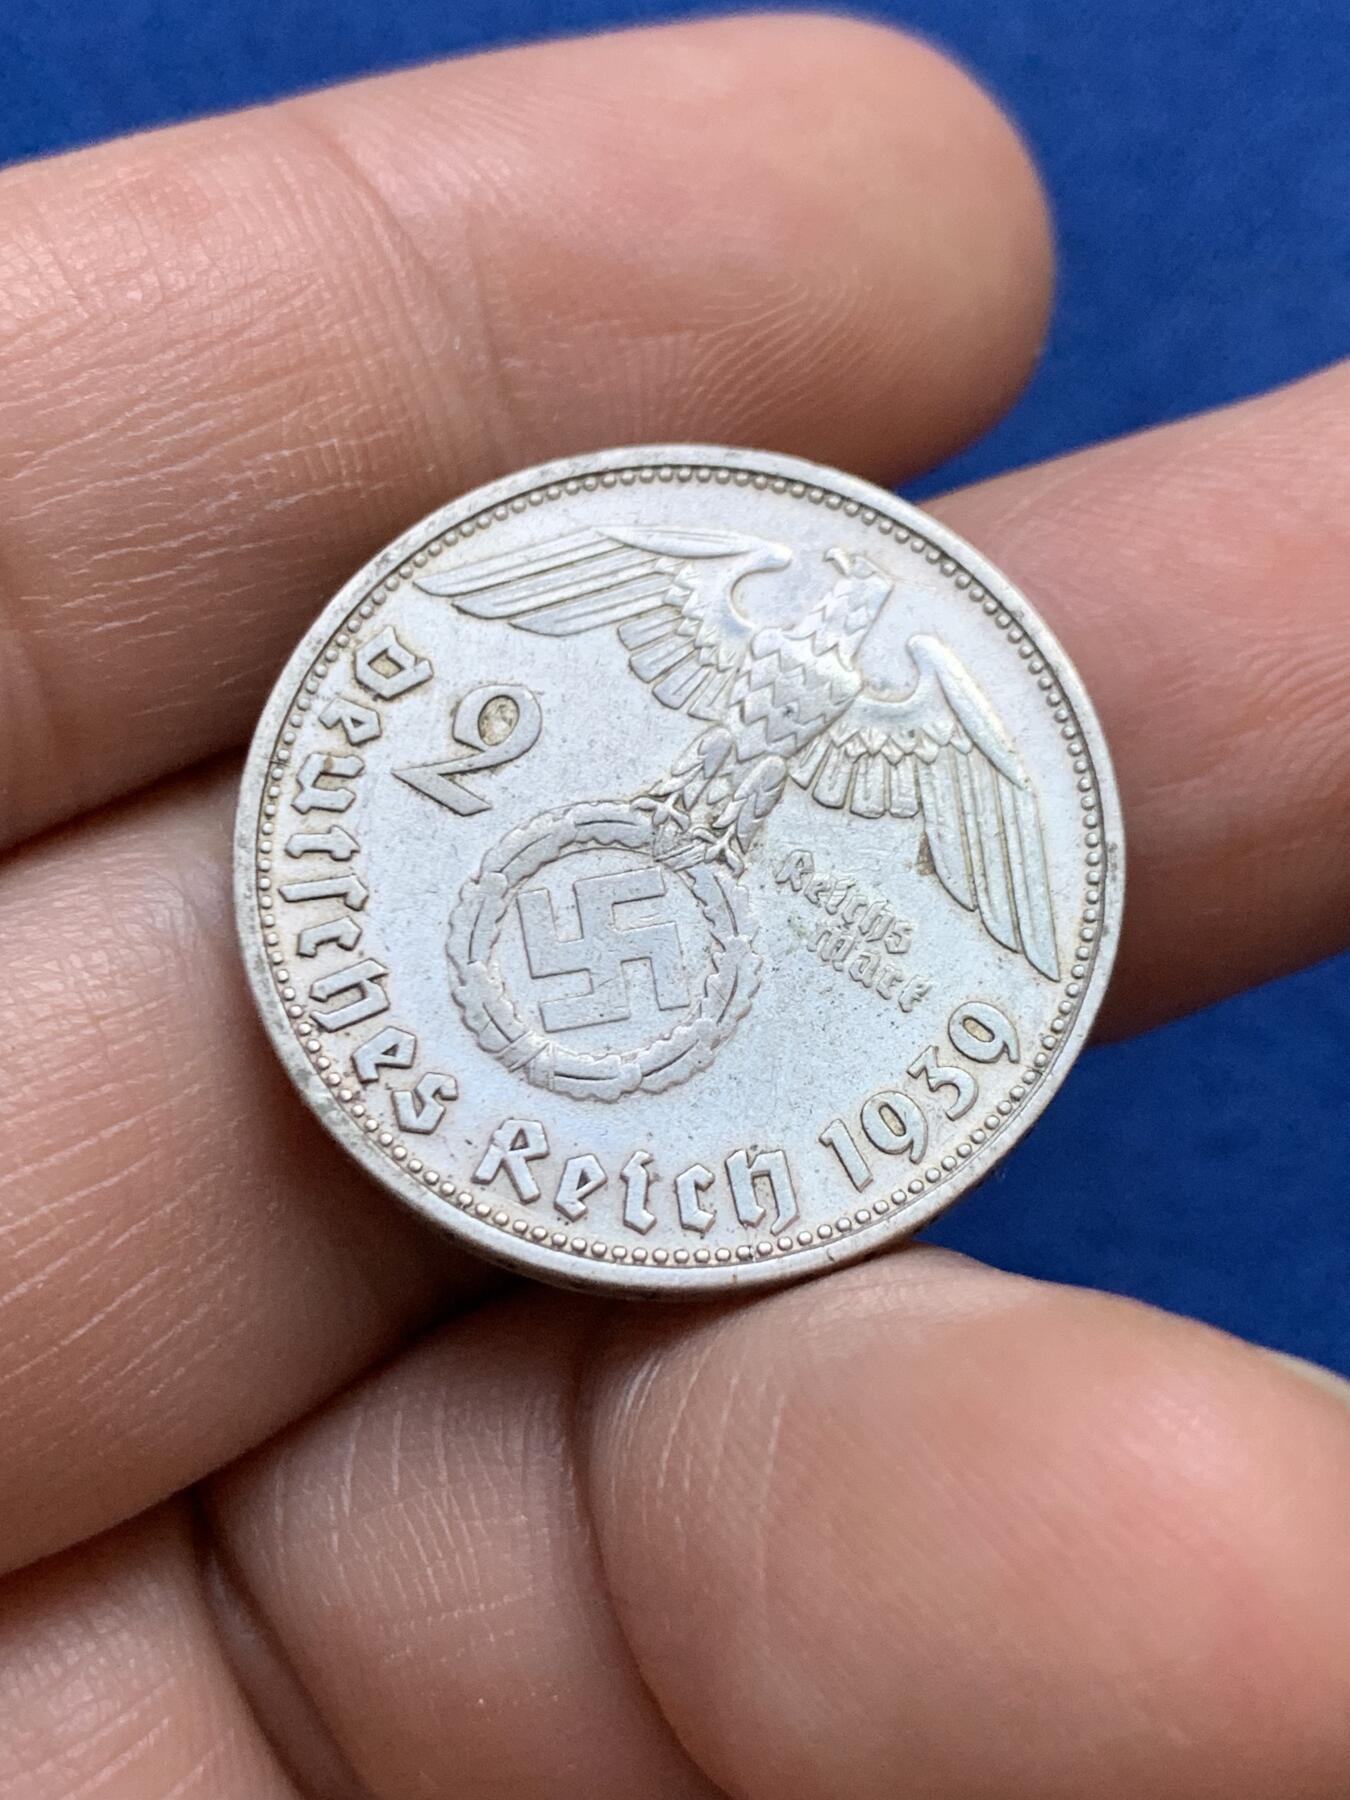 2
Reichs
Mark
Deutſches Reich 1939